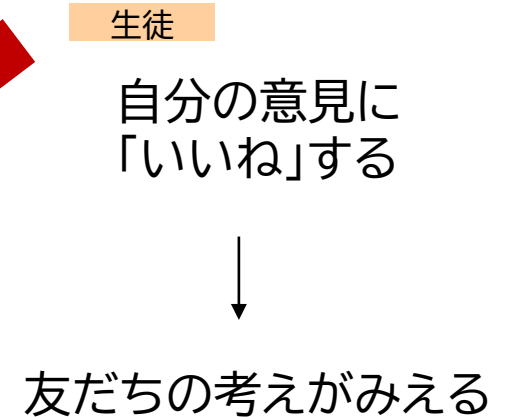 生徒
自分の意見に
「いいね」する
友だちの考えがみえる